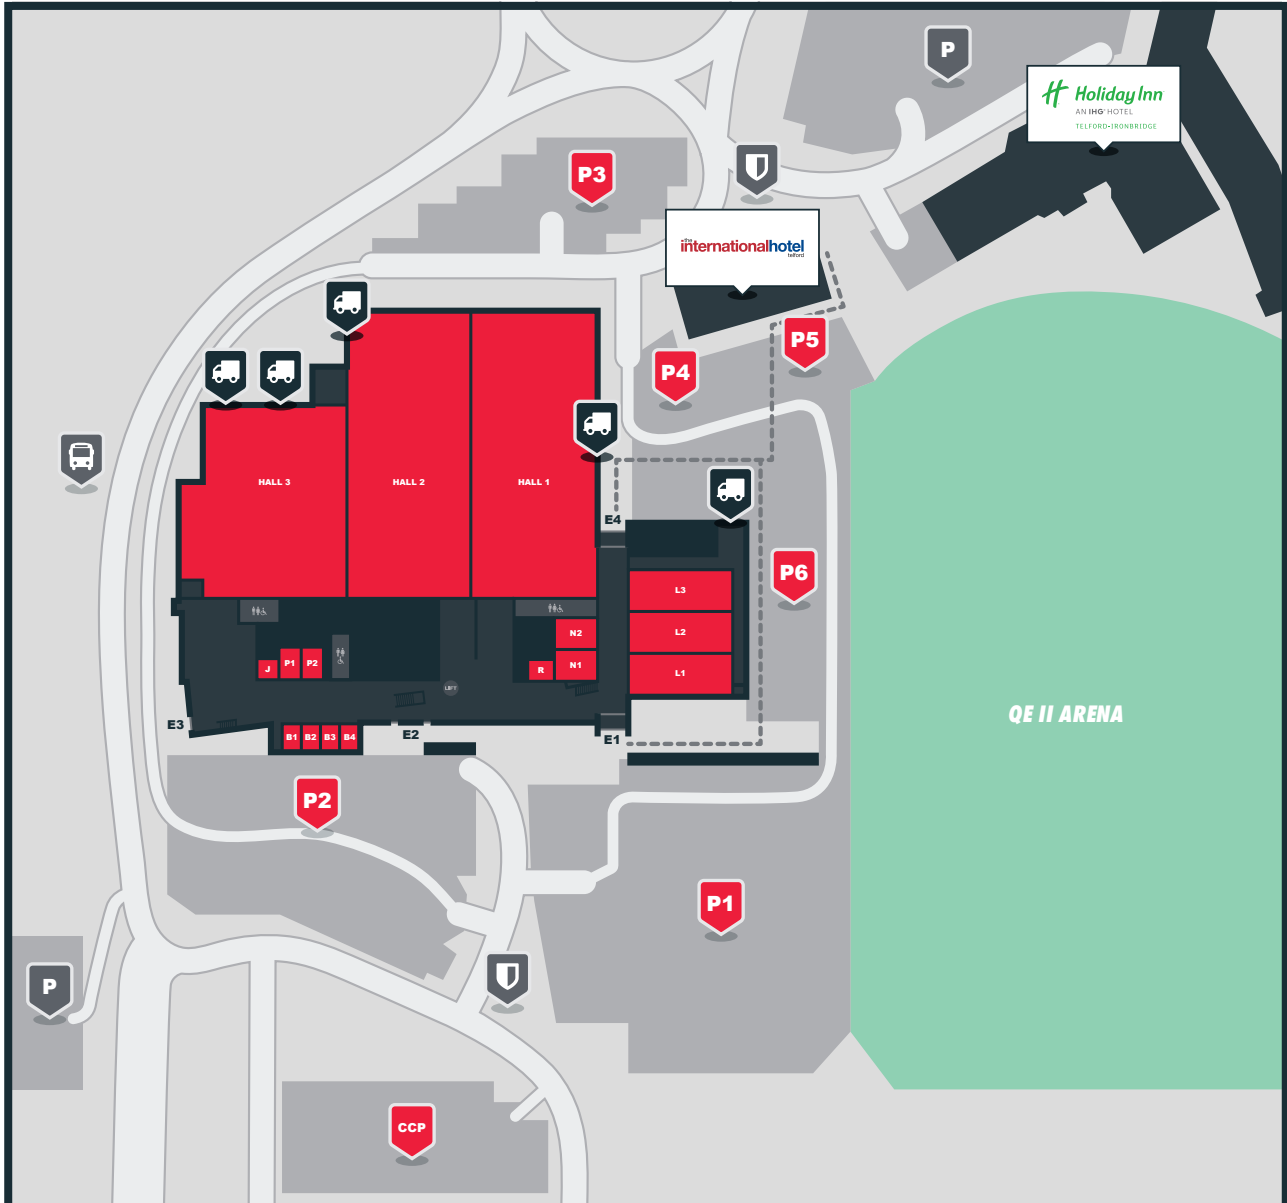 P
Holiday Inn
AN IHG® HOTEL
TELFORD-IRONBRIDGE
P3
the
internationalhotel
telford
P5
P4
HALL 3
HALL 2
HALL 1
E4
P6
L3
N2
L2
J
P1
P2
R
N1
L1
LIFT
E3
B1
B2
B3
B4
E2
E1
QE II ARENA
P2
P1
P
CCP